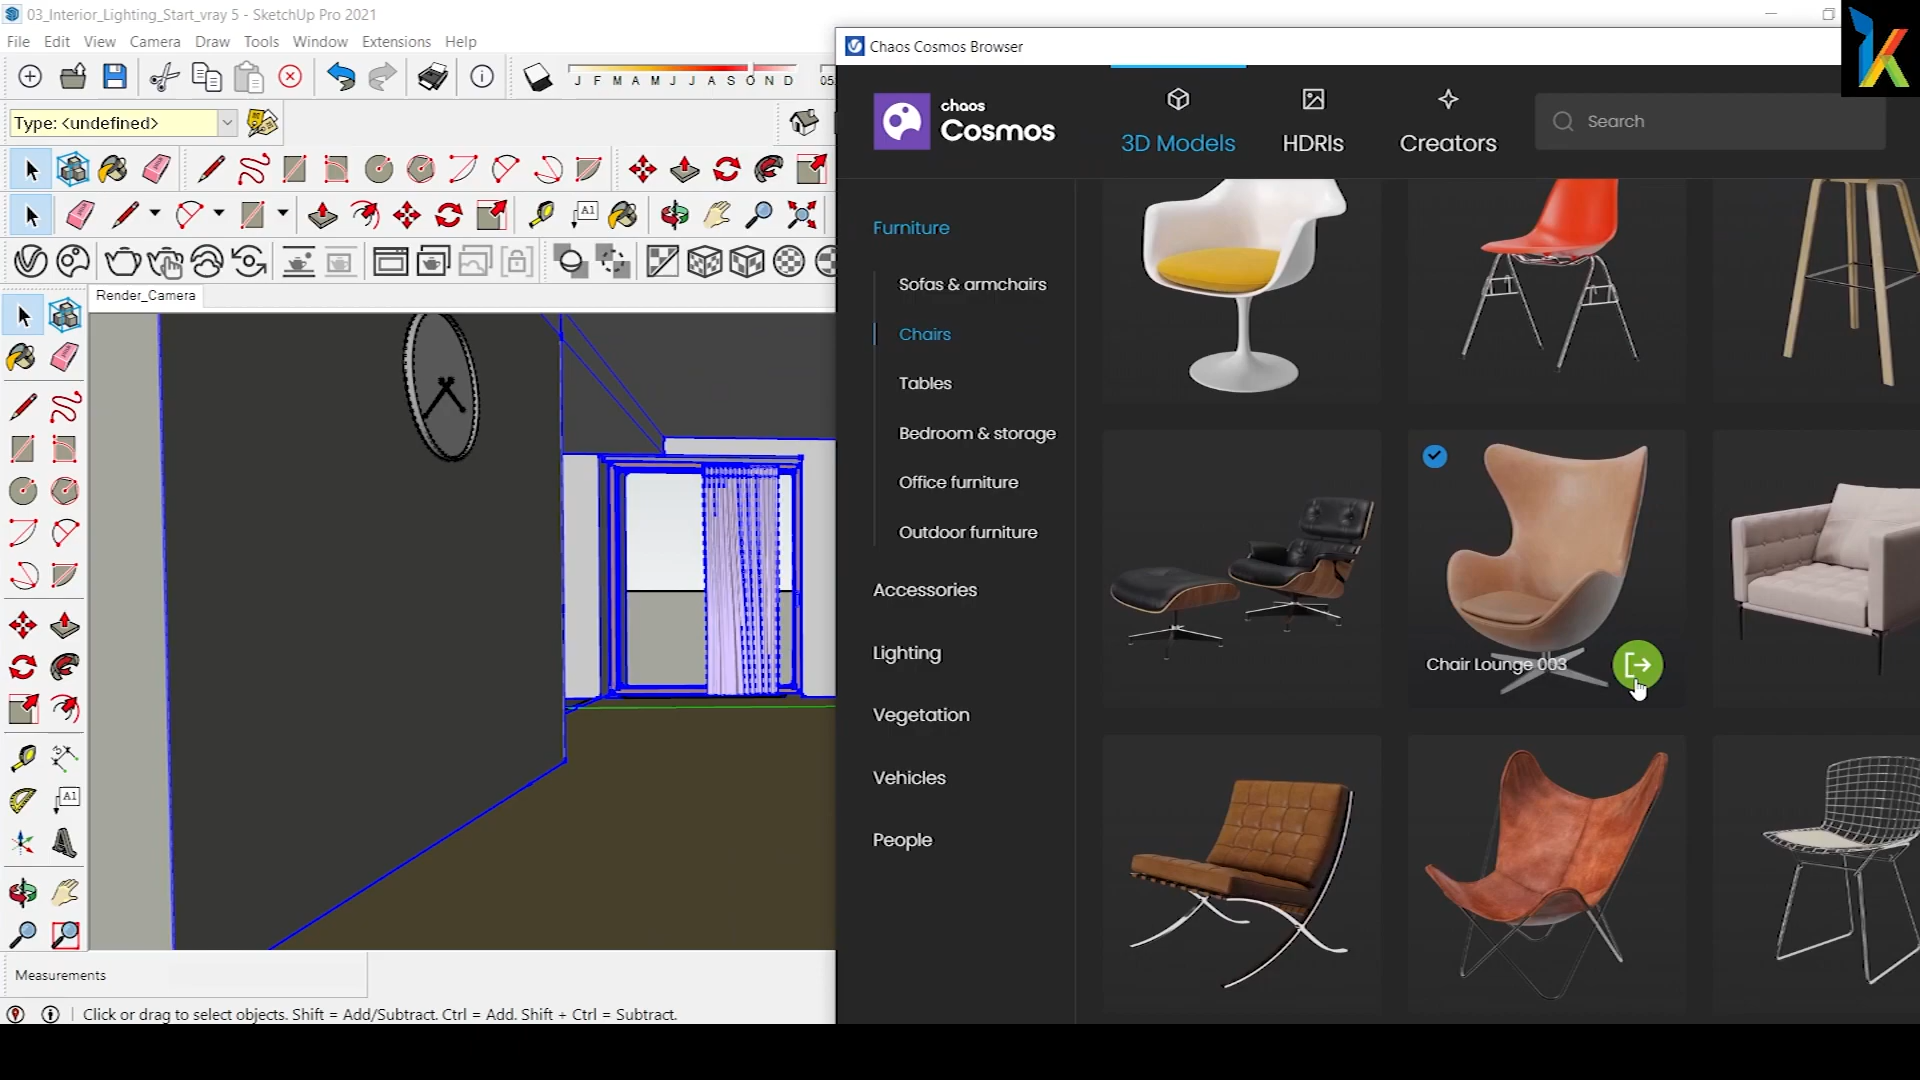 03_Interior_Lighting_Start_vray 5 - SketchUp Pro 2021
File Edit View Camera Draw Tools Window Extensions Help
J F M A M J J A S O N D 05
Type: <undefined>
Render_Camera
Measurements
Click or drag to select objects. Shift = Add/Subtract. Ctrl = Add. Shift + Ctrl = Subtract.
Chaos Cosmos Browser
chaos
Cosmos
3D Models
HDRIs
Creators
Search
Furniture
Sofas & armchairs
Chairs
Tables
Bedroom & storage
Office furniture
Outdoor furniture
Accessories
Lighting
Vegetation
Vehicles
People
Chair Lounge 003